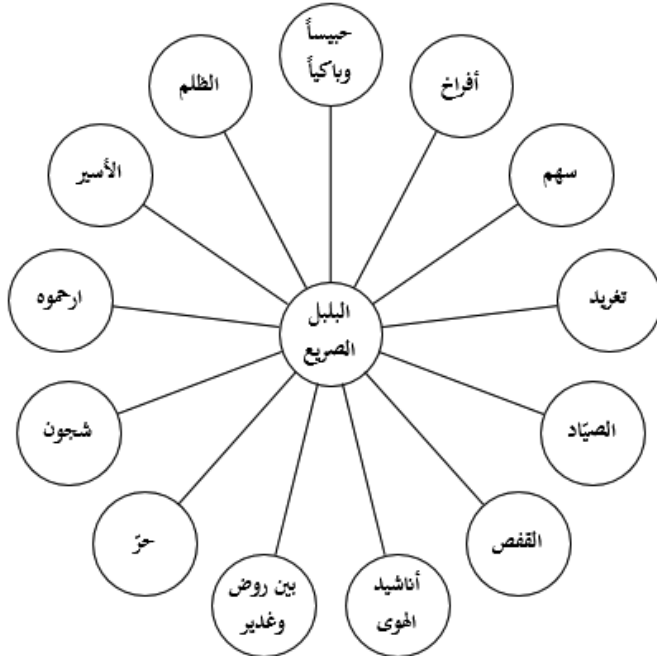 حبيساً
وباكياً
أفراخ
سهم
تغريد
الصيّاد
القفص
أناشيد
الهوى
بين روض
وغدير
حرّ
شجون
ارحموه
الأسير
الظلم
البلبل
الصريع